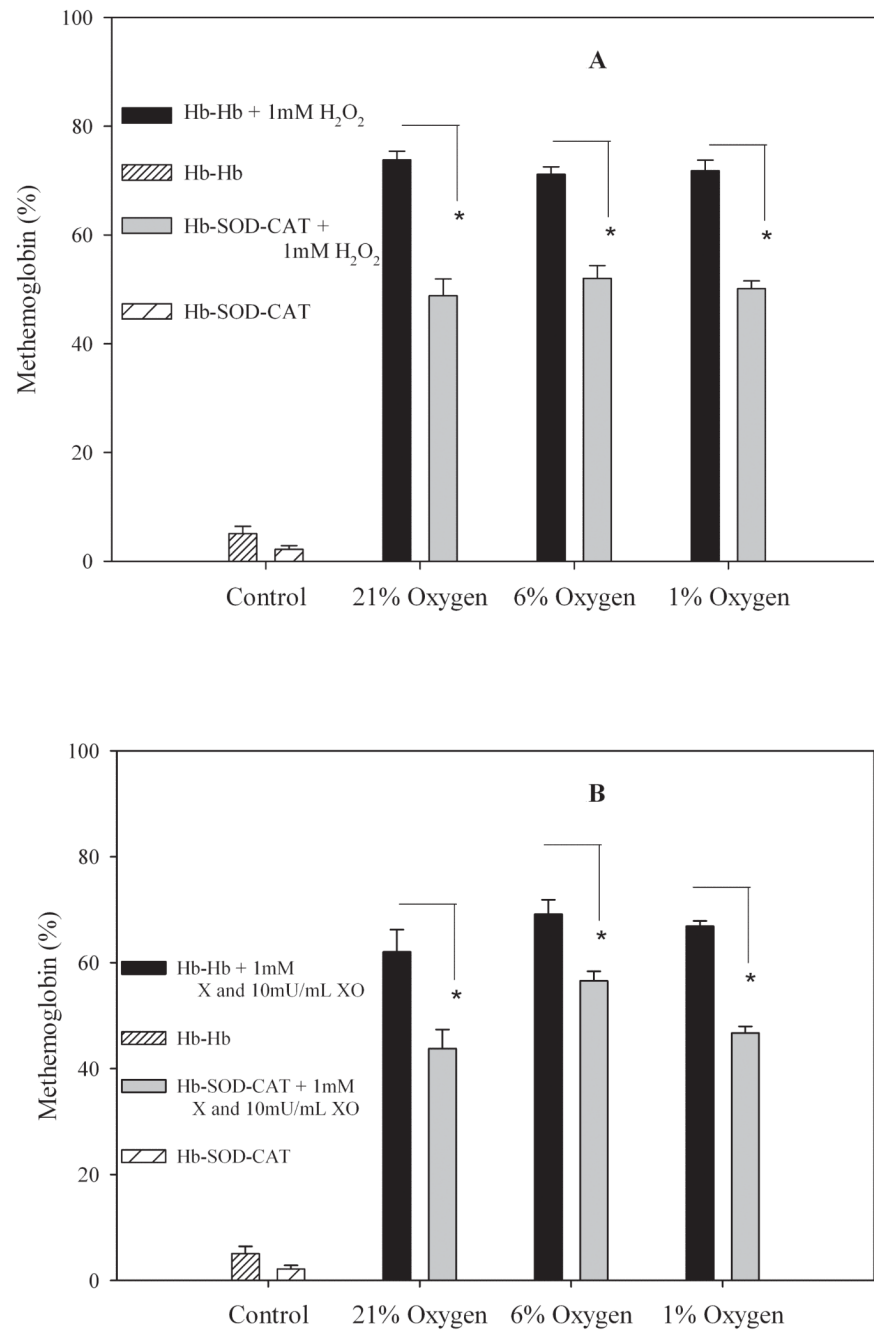 100
A
Hb-Hb + 1mM H₂O₂
80
Hb-Hb
Hb-SOD-CAT +
1mM H₂O₂
Hb-SOD-CAT
60
40
20
0
*
*
*
Methemoglobin (%)
Control
21% Oxygen
6% Oxygen
1% Oxygen
100
B
80
60
Hb-Hb + 1mM
X and 10mU/mL XO
Hb-Hb
Hb-SOD-CAT + 1mM
X and 10mU/mL XO
Hb-SOD-CAT
40
20
0
*
*
*
Methemoglobin (%)
Control
21% Oxygen
6% Oxygen
1% Oxygen